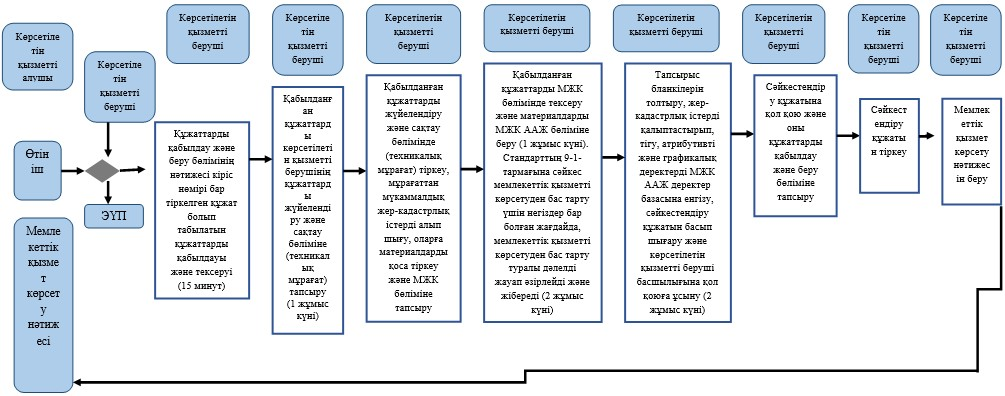 Көрсетіле
тін
қызметті
алушы
Көрсетіле
тін
қызметті
беруші
Көрсетілетін
қызметті
беруші
Көрсетіле
тін
қызметті
беруші
Көрсетілетін
қызметті
беруші
Көрсетілетін
қызметті беруші
Көрсетілетін
қызметті беруші
Көрсетілетін
қызметті
беруші
Көрсетіле
тін
қызметті
беруші
Көрсетіле
тін
қызметті
беруші
Өтін
іш
ЭҮП
Құжаттарды
қабылдау және
беру бөлімінің
нәтижесі кіріс
нөмірі бар
тіркелген құжат
болып
табылатын
құжаттарды
қабылдауы
және тексеруі
(15 минут)
Қабылданғ
ан
құжаттард
ы
көрсетілеті
н қызметті
берушінің
құжаттард
ы
жүйеленді
ру және
сақтау
бөліміне
(техникал
ық
мұрағат)
тапсыру
(1 жұмыс
күні)
Қабылданған
құжаттарды
жүйелендіру
және сақтау
бөлімінде
(техникалық
мұрағат) тіркеу,
мұрағаттан
мүкаммалдық
жер-кадастрлық
істерді алып
шығу, оларға
материалдарды
қоса тіркеу
және МЖК
бөліміне
тапсыру
Қабылданған
құжаттарды МЖК
бөлімінде тексеру
және материалдарды
МЖК ААЖ бөліміне
беру (1 жұмыс күні).
Стандарттың 9-1-
тармағына сәйкес
мемлекеттік қызметті
көрсетуден бас тарту
үшін негіздер бар
болған жағдайда,
мемлекеттік қызметті
көрсетуден бас тарту
туралы дәлелді
жауап әзірлейді және
жібереді (2 жұмыс
күні)
Тапсырыс
бланкілерін
толтыру, жер-
кадастрлық істерді
қалыптастырып,
тігу, атрибутивті
және графикалық
деректерді МЖК
ААЖ деректер
базасына енгізу,
сәйкестендіру
құжатын басып
шығару және
көрсетілетін
қызметті беруші
басшылығына қол
қоюға ұсыну (2
жұмыс күні)
Сәйкестендір
у құжатына
қол қою және
оны
құжаттарды
қабылдау
және беру
бөліміне
тапсыру
Сәйкест
ендіру
құжаты
н тіркеу
Мемлек
еттік
қызмет
көрсету
нәтижес
ін беру
Мемле
кеттік
қызме
т
көрсет
у
нәтиж
есі